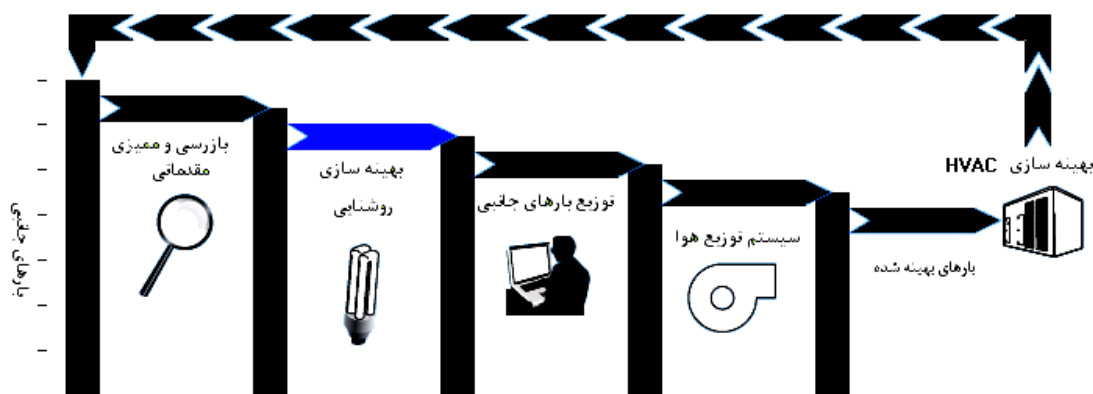 بازرسی و ممیزی
مقدماتی
بهینه سازی
روشنایی
توزیع بارهای جانبی
سیستم توزیع هوا
بهینه سازی HVAC
بارهای بهینه شده
بارهای جانبی